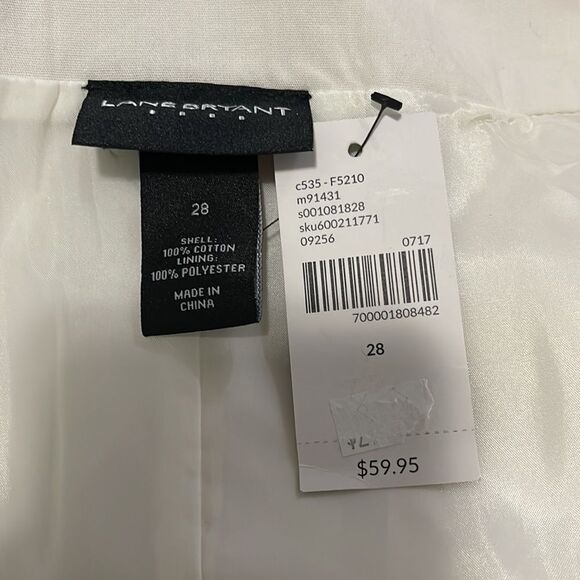 LANE BRYANT
28
SHELL:
100% COTTON
LINING:
100% POLYESTER
MADE IN
CHINA
c535 - F5210
m91431
s001081828
sku600211771
09256 0717
700001808482
28
$59.95